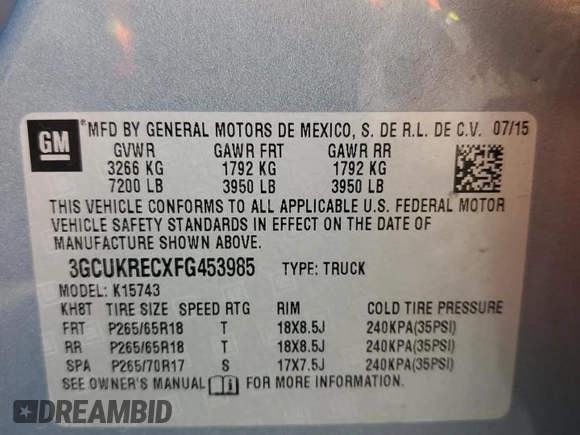 GM ®MFD BY GENERAL MOTORS DE MEXICO, S. DE R.L. DE C.V. 07/15
GVWR GAWR FRT GAWR RR
3266 KG 1792 KG 1792 KG
7200 LB 3950 LB 3950 LB
THIS VEHICLE CONFORMS TO ALL APPLICABLE U.S. FEDERAL MOTOR
VEHICLE SAFETY STANDARDS IN EFFECT ON THE DATE OF
MANUFACTURE SHOWN ABOVE.
3GCUKRECXFG453985 TYPE: TRUCK
MODEL: K15743
KH8T TIRE SIZE SPEED RTG RIM COLD TIRE PRESSURE
FRT P265/65R18 T 18X8.5J 240KPA(35PSI)
RR P265/65R18 T 18X8.5J 240KPA(35PSI)
SPA P265/70R17 S 17X7.5J 240KPA(35PSI)
SEE OWNER'S MANUAL FOR MORE INFORMATION.
DREAMBID